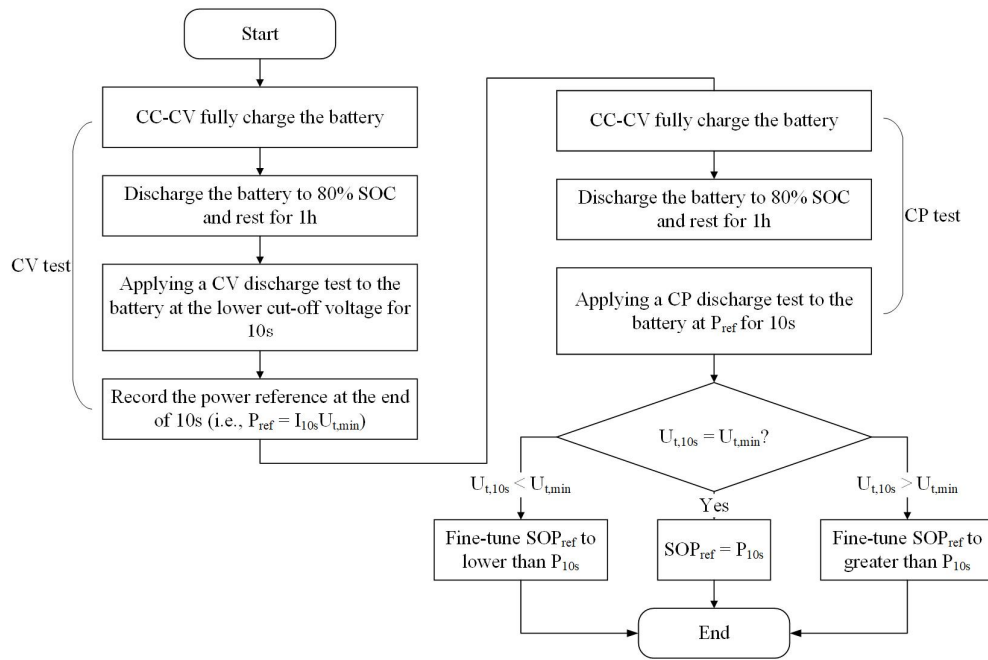 Start
CC-CV fully charge the battery
Discharge the battery to 80% SOC
and rest for 1h
CV test
Applying a CV discharge test to the
battery at the lower cut-off voltage for
10s
Record the power reference at the end
of 10s (i.e., Pref = I10sUt,min)
CC-CV fully charge the battery
Discharge the battery to 80% SOC
and rest for 1h
CP test
Applying a CP discharge test to the
battery at Pref for 10s
Ut,10s = Ut,min?
Ut,10s < Ut,min
Yes
Ut,10s > Ut,min
Fine-tune SOPref to
lower than P10s
SOPref = P10s
Fine-tune SOPref to
greater than P10s
End